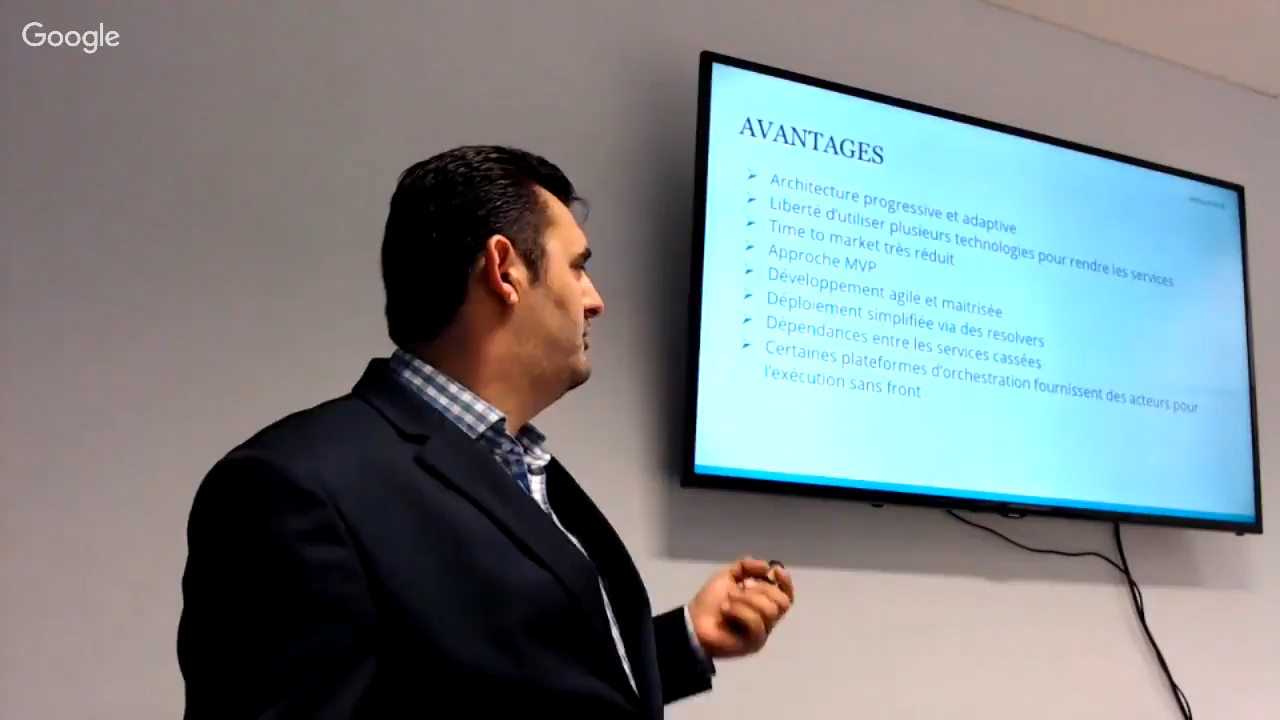 Google
AVANTAGES
Architecture progressive et adaptive
Liberté d'utiliser plusieurs technologies pour rendre les services
Time to market très réduit
Approche MVP
Développement agile et maitrisée
Déploiement simplifiée via des resolvers
Dépendances entre les services cassées
Certaines plateformes d'orchestration fournissent des acteurs pour
l'exécution sans front